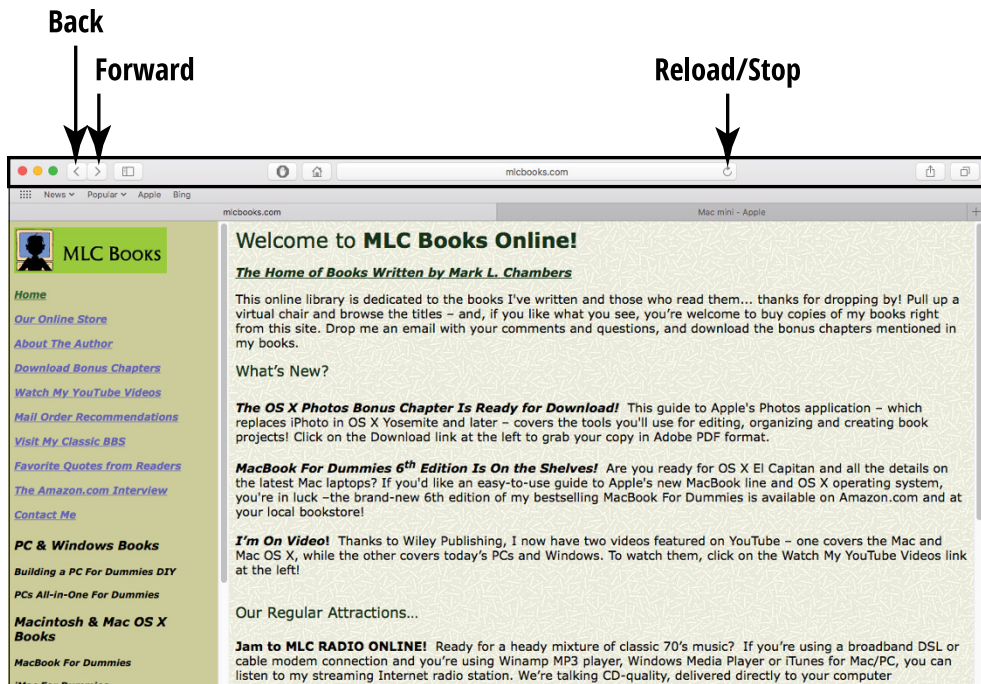 Back
Forward
Reload/Stop
mlcbooks.com
News Popular Apple Bing
mlcbooks.com
Mac mini - Apple
MLC BOOKS
Home
Our Online Store
About The Author
Download Bonus Chapters
Watch My YouTube Videos
Mail Order Recommendations
Visit My Classic BBS
Favorite Quotes from Readers
The Amazon.com Interview
Contact Me
PC & Windows Books
Building a PC For Dummies DIY
PCs All-in-One For Dummies
Macintosh & Mac OS X
Books
MacBook For Dummies
iMac For Dummies
Welcome to MLC Books Online!
The Home of Books Written by Mark L. Chambers
This online library is dedicated to the books I've written and those who read them... thanks for dropping by! Pull up a
virtual chair and browse the titles – and, if you like what you see, you're welcome to buy copies of my books right
from this site. Drop me an email with your comments and questions, and download the bonus chapters mentioned in
my books.
What's New?
The OS X Photos Bonus Chapter Is Ready for Download! This guide to Apple's Photos application – which
replaces iPhoto in OS X Yosemite and later – covers the tools you'll use for editing, organizing and creating book
projects! Click on the Download link at the left to grab your copy in Adobe PDF format.
MacBook For Dummies 6th Edition Is On the Shelves! Are you ready for OS X El Capitan and all the details on
the latest Mac laptops? If you'd like an easy-to-use guide to Apple's new MacBook line and OS X operating system,
you're in luck –the brand-new 6th edition of my bestselling MacBook For Dummies is available on Amazon.com and at
your local bookstore!
I'm On Video! Thanks to Wiley Publishing, I now have two videos featured on YouTube – one covers the Mac and
Mac OS X, while the other covers today's PCs and Windows. To watch them, click on the Watch My YouTube Videos link
at the left!
Our Regular Attractions...
Jam to MLC RADIO ONLINE! Ready for a heady mixture of classic 70's music? If you're using a broadband DSL or
cable modem connection and you're using Winamp MP3 player, Windows Media Player or iTunes for Mac/PC, you can
listen to my streaming Internet radio station. We're talking CD-quality, delivered directly to your computer